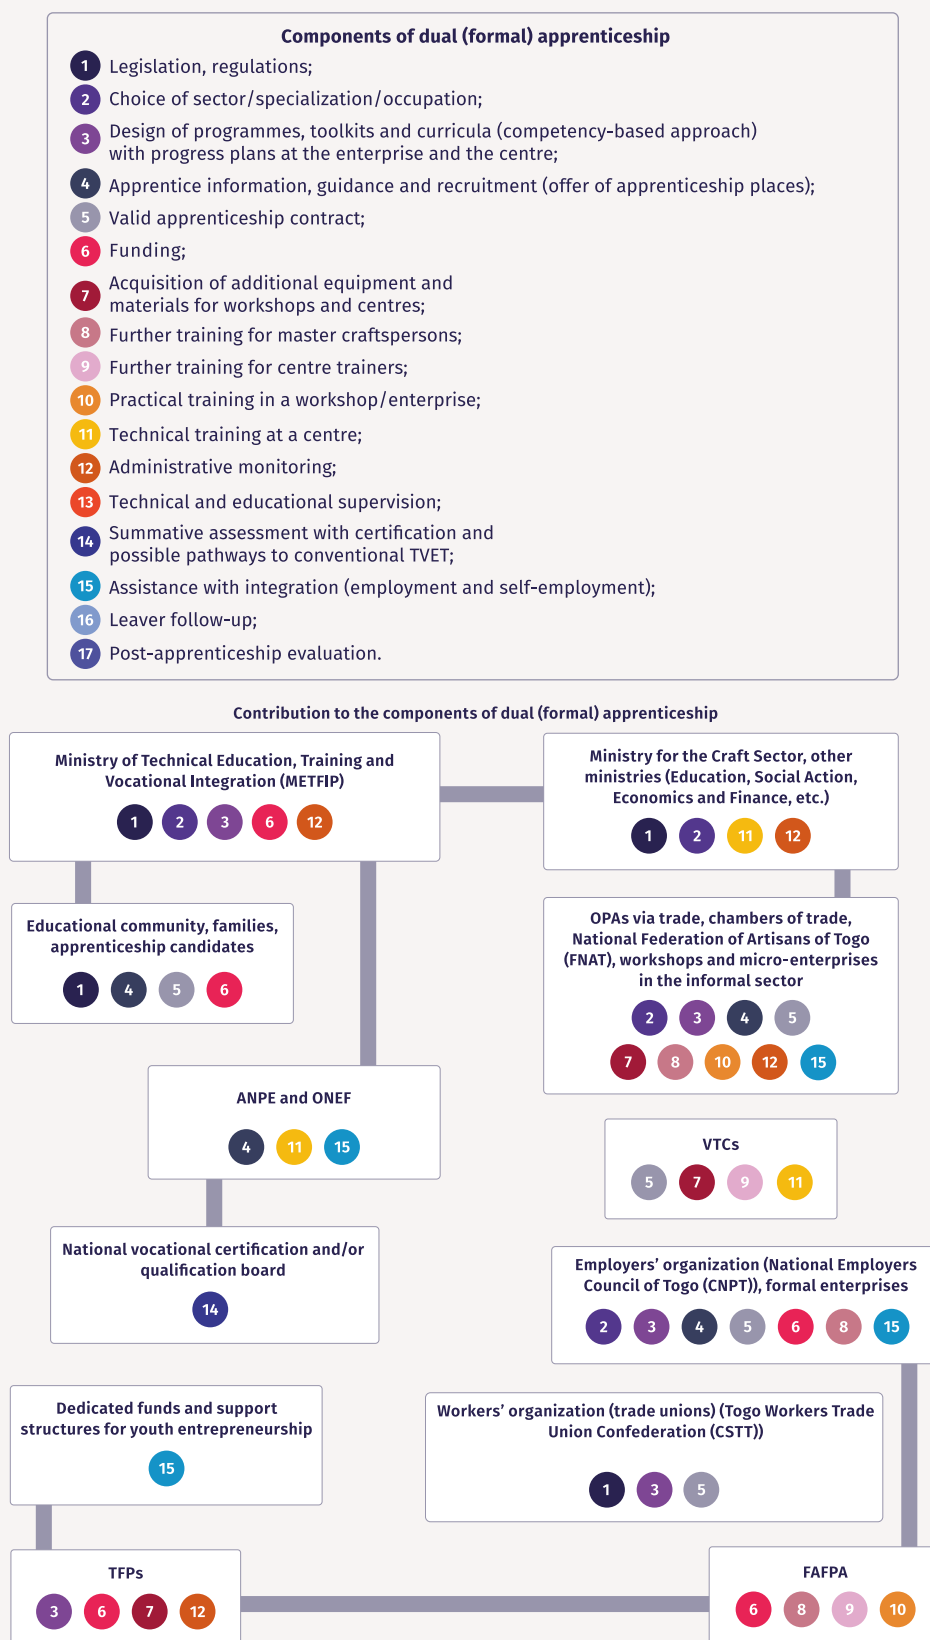 Components of dual (formal) apprenticeship
1 Legislation, regulations;
2 Choice of sector/specialization/occupation;
3 Design of programmes, toolkits and curricula (competency-based approach)
with progress plans at the enterprise and the centre;
4 Apprentice information, guidance and recruitment (offer of apprenticeship places);
5 Valid apprenticeship contract;
6 Funding;
7 Acquisition of additional equipment and
materials for workshops and centres;
8 Further training for master craftspersons;
9 Further training for centre trainers;
10 Practical training in a workshop/enterprise;
11 Technical training at a centre;
12 Administrative monitoring;
13 Technical and educational supervision;
14 Summative assessment with certification and
possible pathways to conventional TVET;
15 Assistance with integration (employment and self-employment);
16 Leaver follow-up;
17 Post-apprenticeship evaluation.
Contribution to the components of dual (formal) apprenticeship
Ministry of Technical Education, Training and
Vocational Integration (METFIP)
1 2 3 6 12
Ministry for the Craft Sector, other
ministries (Education, Social Action,
Economics and Finance, etc.)
1 2 11 12
Educational community, families,
apprenticeship candidates
1 4 5 6
OPAs via trade, chambers of trade,
National Federation of Artisans of Togo
(FNAT), workshops and micro-enterprises
in the informal sector
2 3 4 5
7 8 10 12 15
ANPE and ONEF
4 11 15
VTCs
5 7 9 11
National vocational certification and/or
qualification board
14
Employers’ organization (National Employers
Council of Togo (CNPT)), formal enterprises
2 3 4 5 6 8 15
Dedicated funds and support
structures for youth entrepreneurship
15
Workers’ organization (trade unions) (Togo Workers Trade
Union Confederation (CSTT))
1 3 5
TFPs
3 6 7 12
FAFPA
6 8 9 10